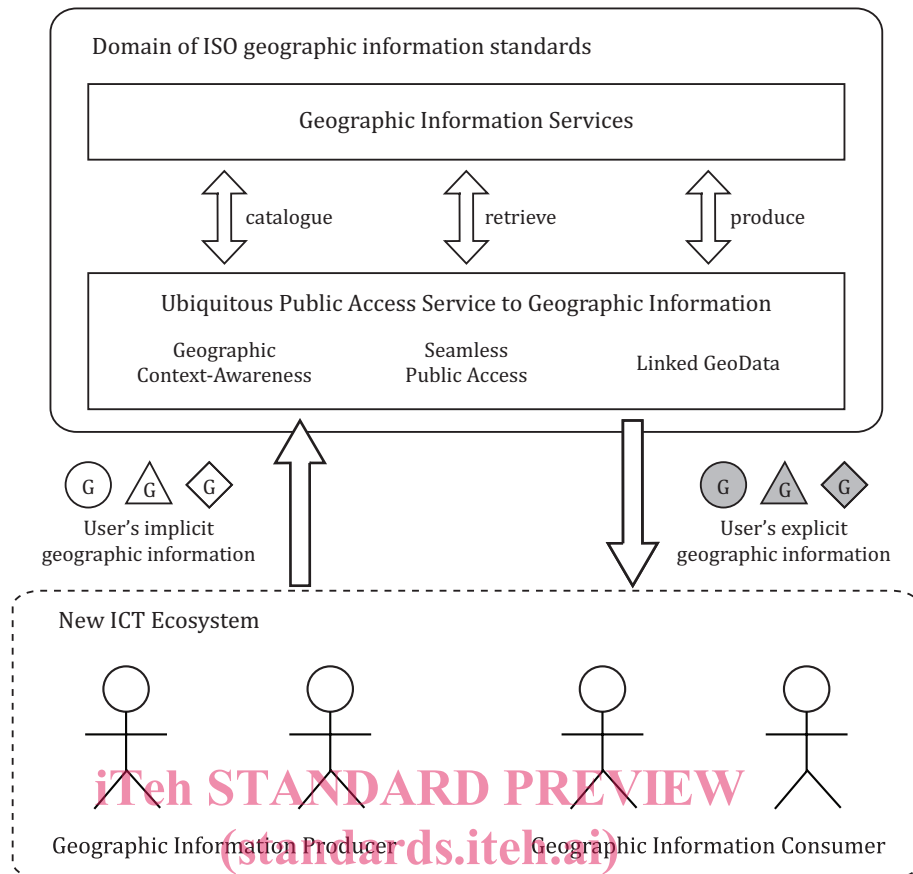 Domain of ISO geographic information standards
Geographic Information Services
catalogue
retrieve
produce
Ubiquitous Public Access Service to Geographic Information
Geographic
Context-Awareness
Seamless
Public Access
Linked GeoData
G G G
User's implicit
geographic information
G G G
User's explicit
geographic information
New ICT Ecosystem
iTeh STANDARD PREVIEW
Geographic Information Producer
Geographic Information Consumer
(standards.iteh.ai)